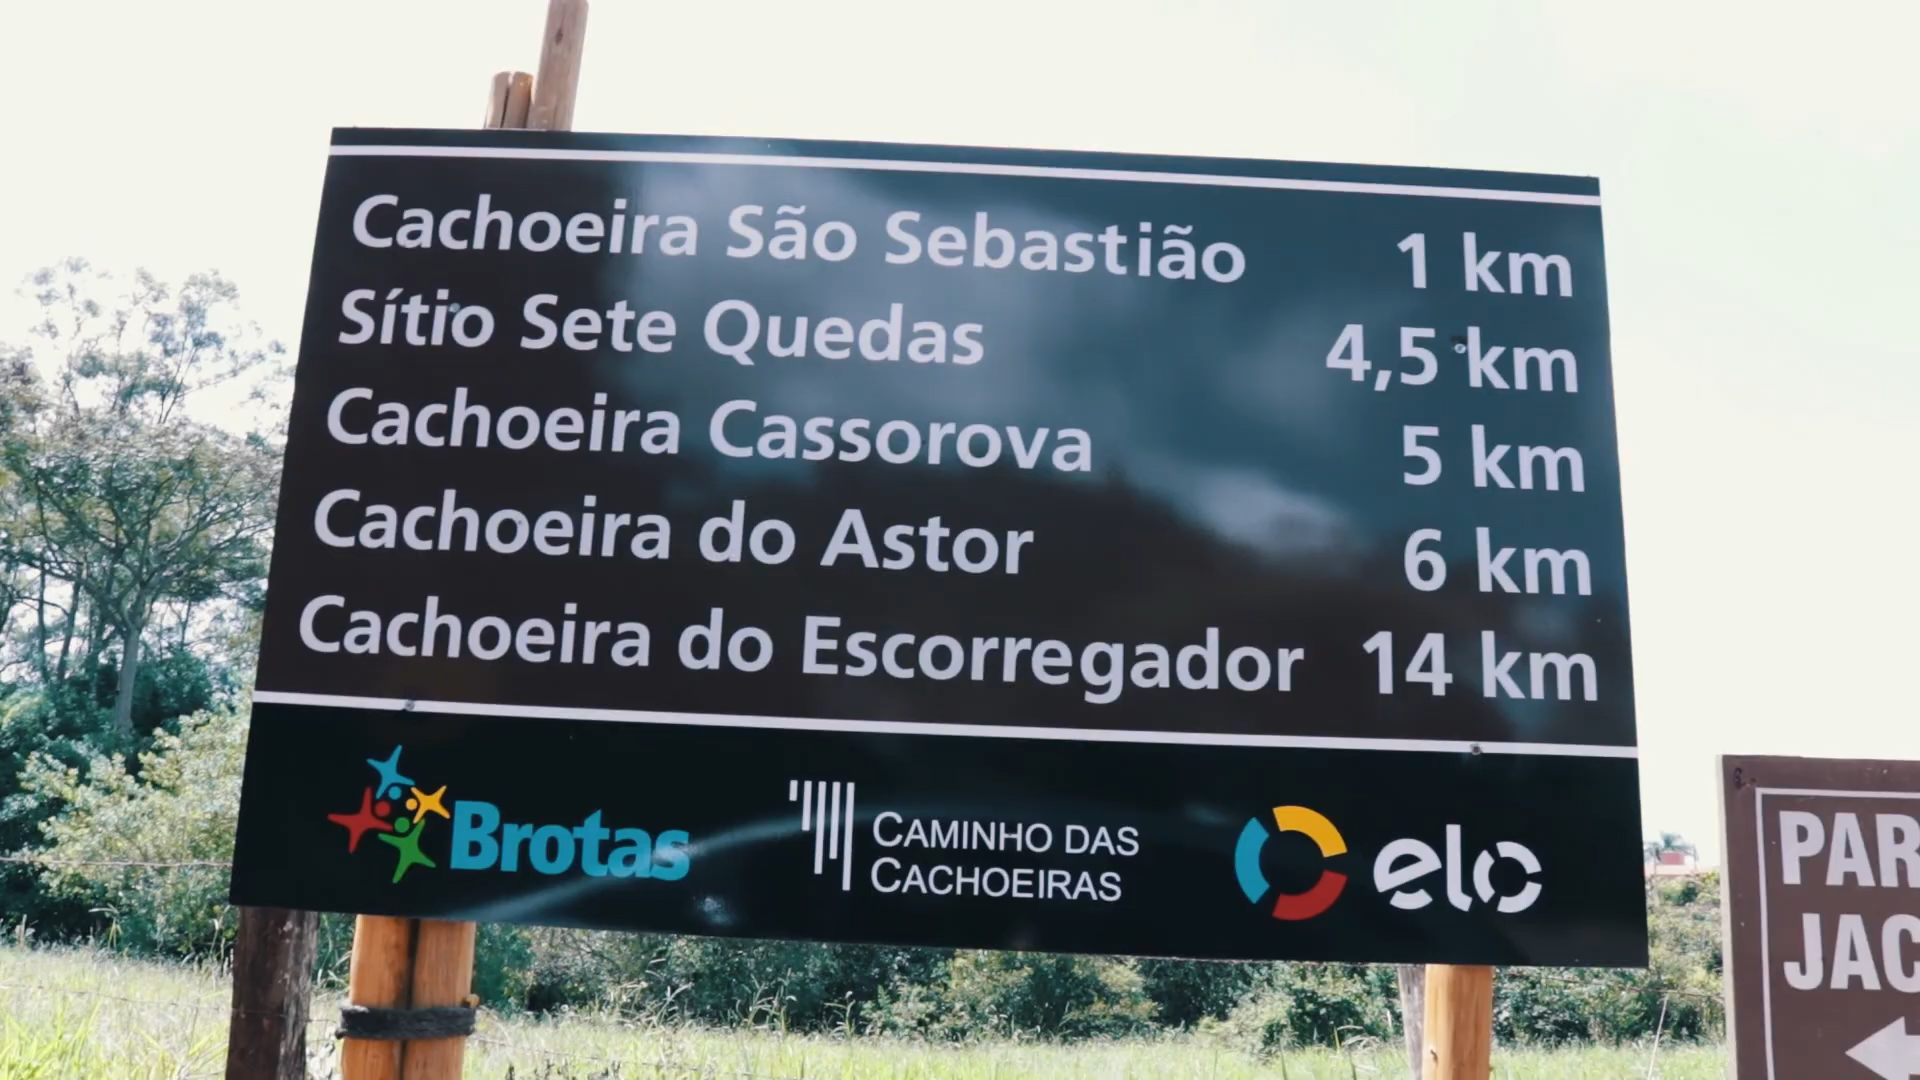 Cachoeira São Sebastião 1 km
Sítio Sete Quedas 4,5 km
Cachoeira Cassorova 5 km
Cachoeira do Astor 6 km
Cachoeira do Escorregador 14 km
Brotas
CAMINHO DAS
CACHOEIRAS
elo
PAR
JAC